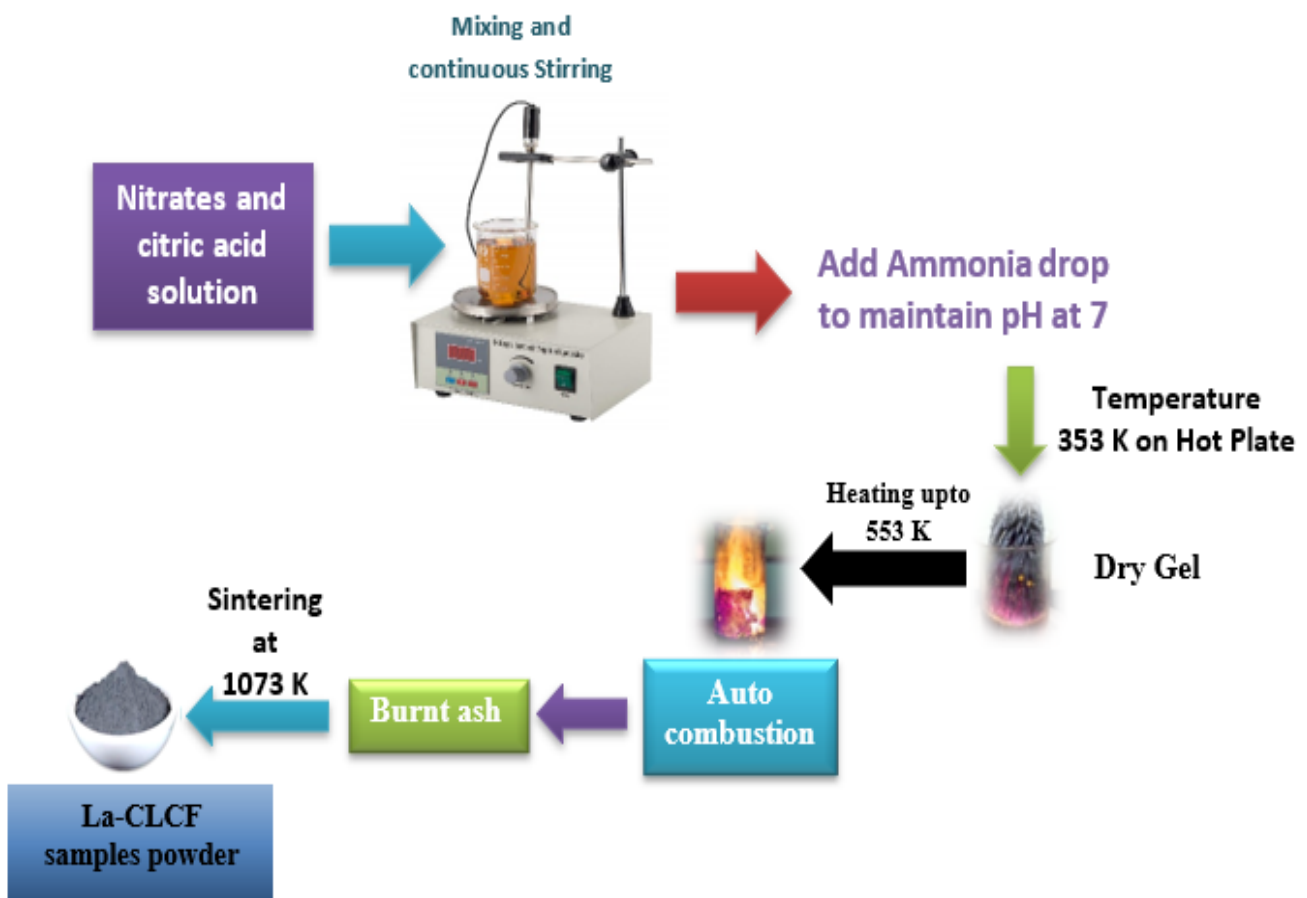 Mixing and
continuous Stirring
Nitrates and
citric acid
solution
Add Ammonia drop
to maintain pH at 7
Temperature
353 K on Hot Plate
Heating upto
553 K
Dry Gel
Sintering
at
1073 K
Burnt ash
Auto
combustion
La-CLCF
samples powder